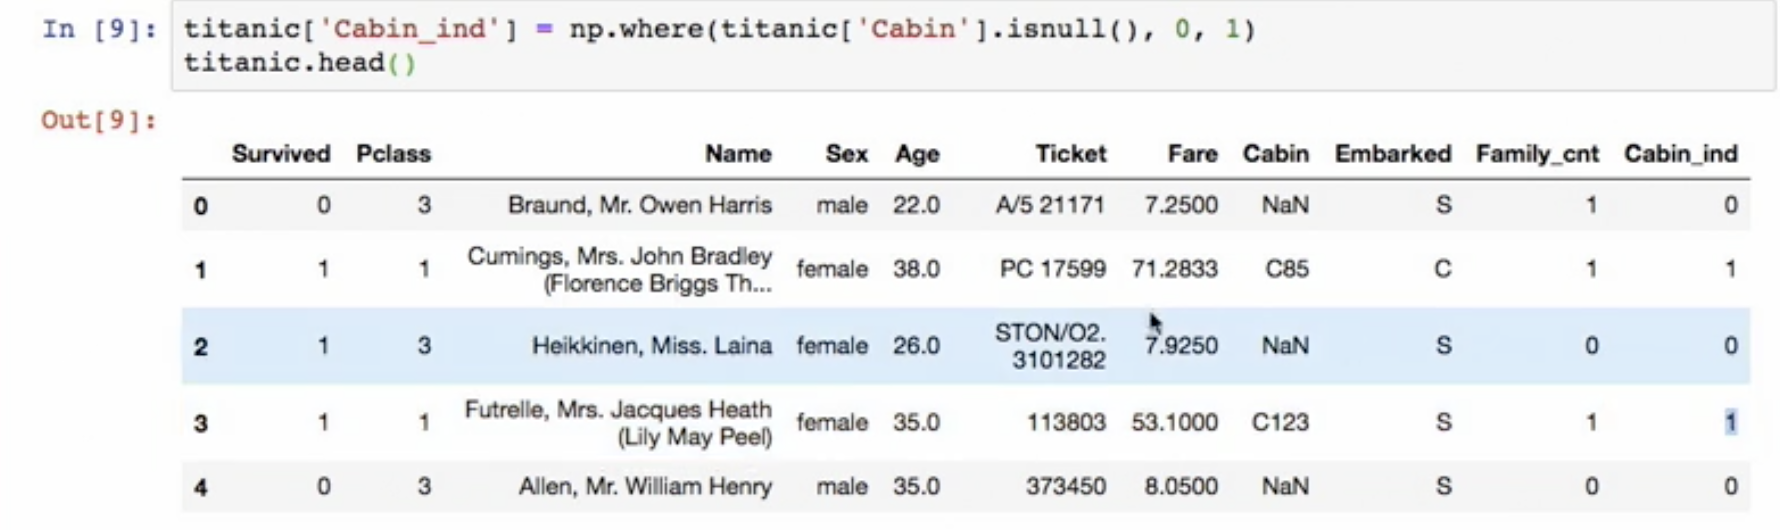 In [9]: titanic['Cabin_ind'] = np.where(titanic['Cabin'].isnull(), 0, 1)
titanic.head()
Out[9]:
Survived Pclass Name Sex Age Ticket Fare Cabin Embarked Family_cnt Cabin_ind
0 0 3 Braund, Mr. Owen Harris male 22.0 A/5 21171 7.2500 NaN S 1 0
1 1 1 Cumings, Mrs. John Bradley (Florence Briggs Th... female 38.0 PC 17599 71.2833 C85 C 1 1
2 1 3 Heikkinen, Miss. Laina female 26.0 STON/O2. 3101282 7.9250 NaN S 0 0
3 1 1 Futrelle, Mrs. Jacques Heath (Lily May Peel) female 35.0 113803 53.1000 C123 S 1 1
4 0 3 Allen, Mr. William Henry male 35.0 373450 8.0500 NaN S 0 0